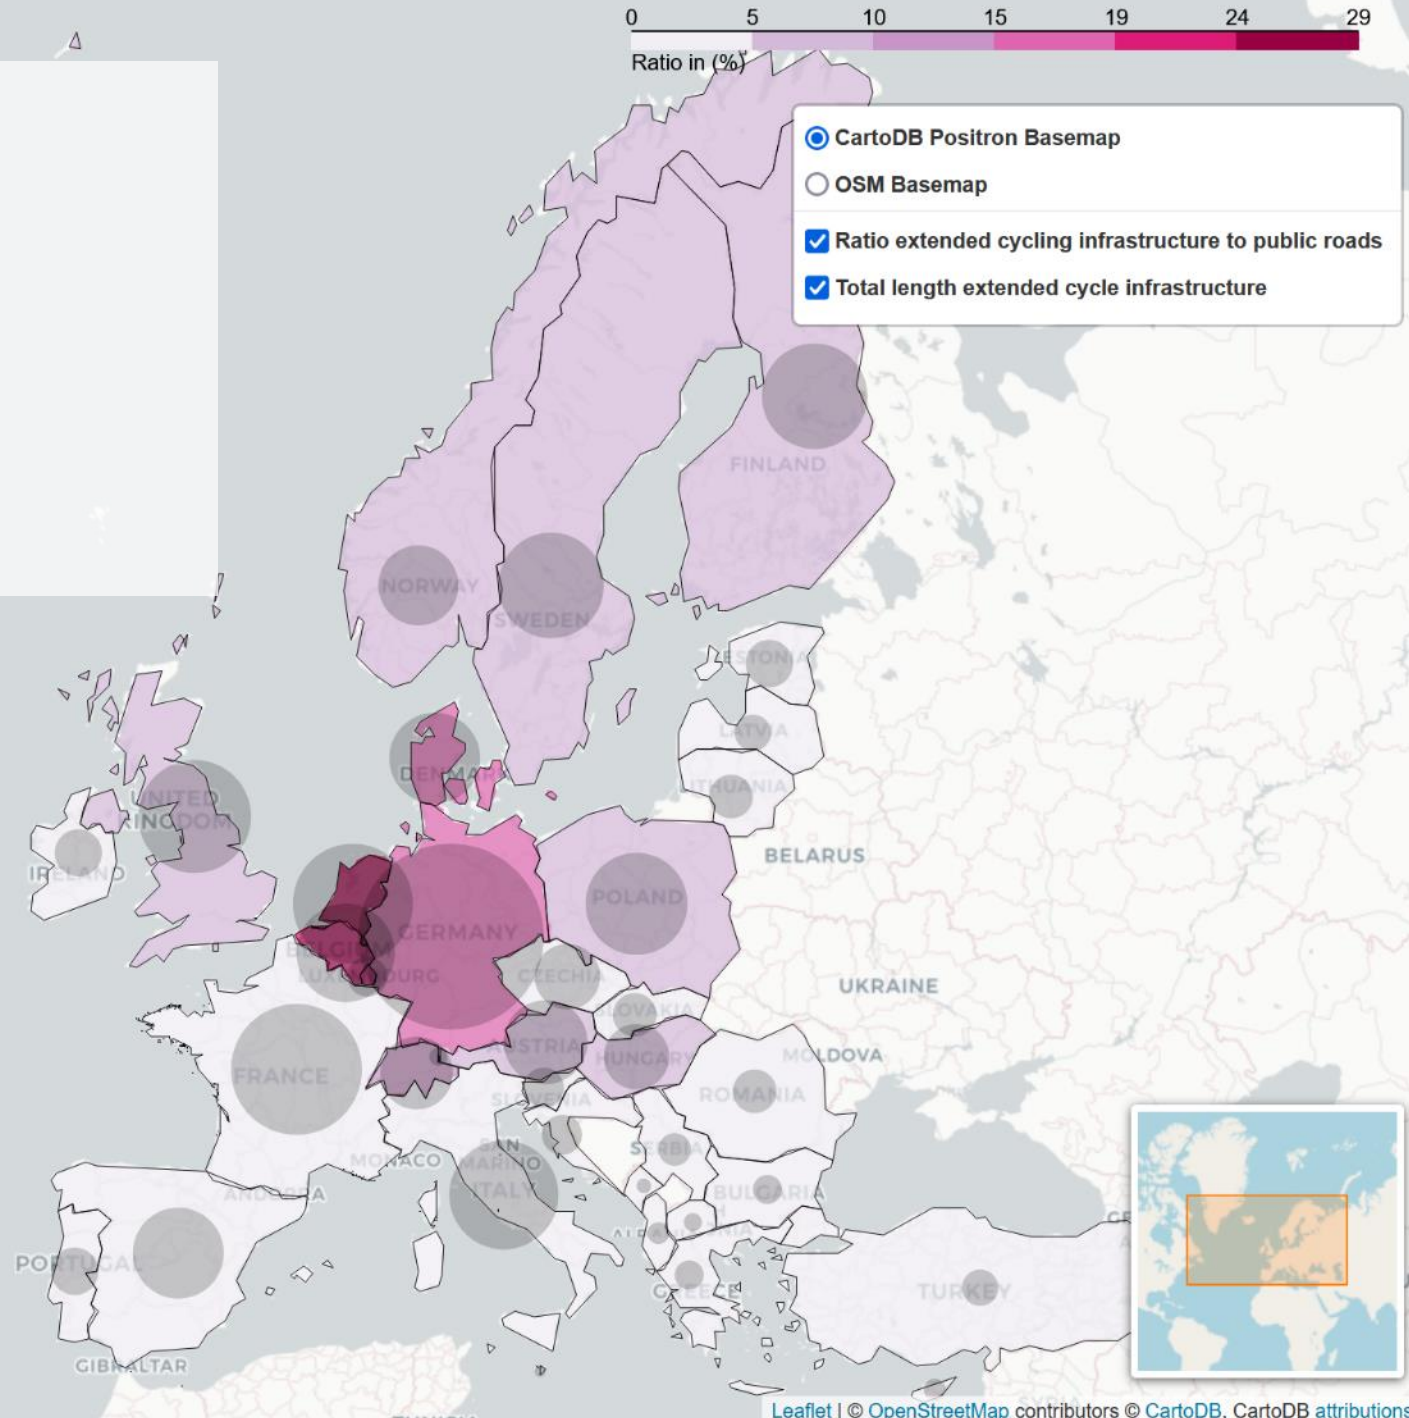 0 5 10 15 19 24 29
Ratio in (%)
CartoDB Positron Basemap
OSM Basemap
Ratio extended cycling infrastructure to public roads
Total length extended cycle infrastructure
FINLAND
NORWAY
SWEDEN
ESTONIA
LATVIA
DENMARK
LITHUANIA
UNITED
KINGDOM
BELARUS
IRELAND
POLAND
GERMANY
BELGIUM
LUXEMBOURG
CZECHIA
UKRAINE
SLOVAKIA
AUSTRIA
HUNGARY
MOLDOVA
FRANCE
ROMANIA
SLOVENIA
SAN
MARINO
SERBIA
MONACO
ITALY
ANDORRA
BULGARIA
PORTUGAL
GREECE
TURKEY
GIBRALTAR
SYRIA
Leaflet | © OpenStreetMap contributors © CartoDB, CartoDB attributions